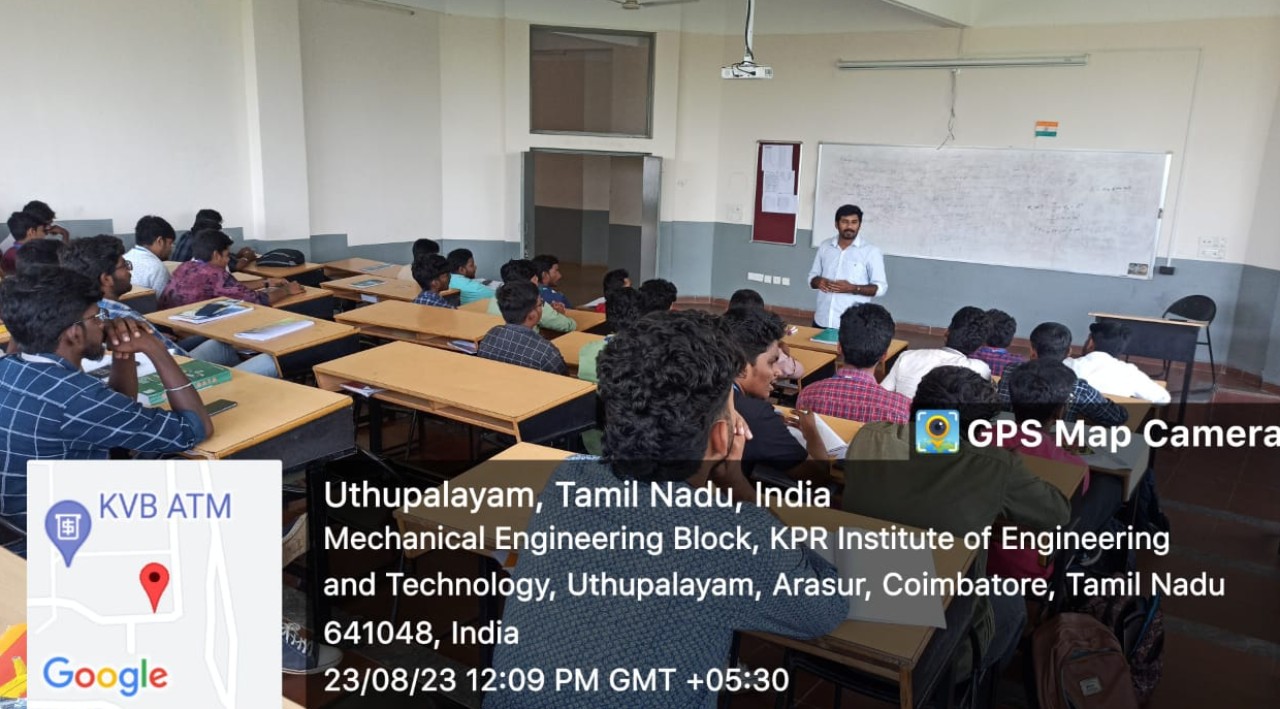 GPS Map Camera
KVB ATM
Google
Uthupalayam, Tamil Nadu, India
Mechanical Engineering Block, KPR Institute of Engineering
and Technology, Uthupalayam, Arasur, Coimbatore, Tamil Nadu
641048, India
23/08/23 12:09 PM GMT +05:30